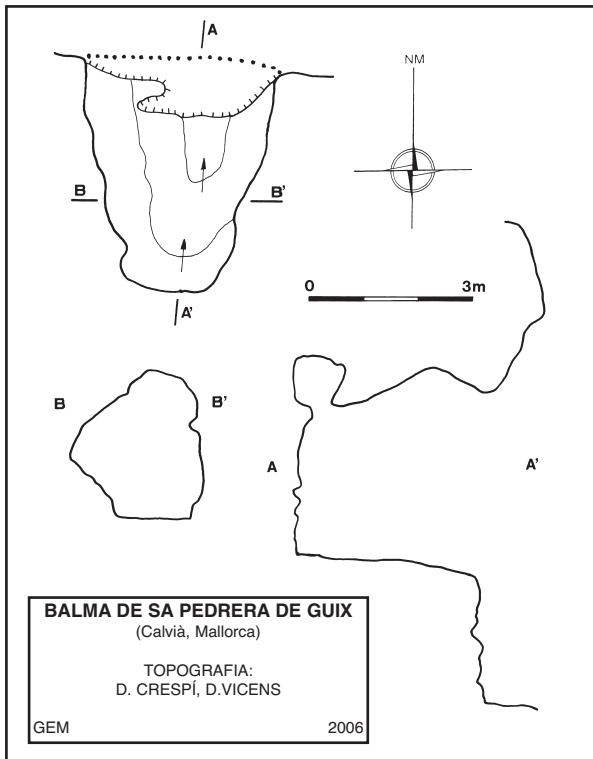 A
NM
B
B'
A'
0 3m
B
B'
A
A'
BALMA DE SA PEDRERA DE GUIX
(Calvià, Mallorca)
TOPOGRAFIA:
D. CRESPÍ, D.VICENS
GEM 2006